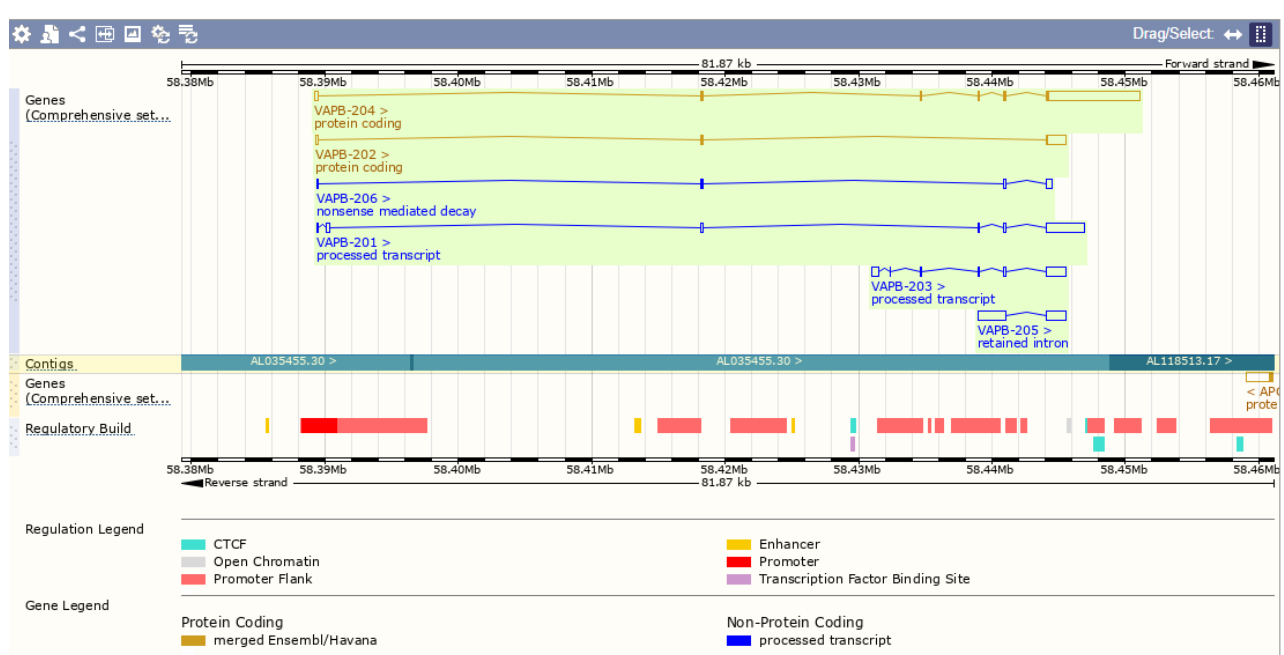 Drag/Select:
81.87 kb Forward strand
58.38Mb 58.39Mb 58.40Mb 58.41Mb 58.42Mb 58.43Mb 58.44Mb 58.45Mb 58.46Mb
Genes
(Comprehensive set...
VAPB-204 >
protein coding
VAPB-202 >
protein coding
VAPB-206 >
nonsense mediated decay
VAPB-201 >
processed transcript
VAPB-203 >
processed transcript
VAPB-205 >
retained intron
Contigs AL035455.30 > AL035455.30 > AL118513.17 >
Genes
(Comprehensive set...
< APC
prote
Regulatory Build
58.38Mb 58.39Mb 58.40Mb 58.41Mb 58.42Mb 58.43Mb 58.44Mb 58.45Mb 58.46Mb
Reverse strand 81.87 kb
Regulation Legend
CTCF Enhancer
Open Chromatin Promoter
Promoter Flank Transcription Factor Binding Site
Gene Legend
Protein Coding Non-Protein Coding
merged Ensembl/Havana processed transcript